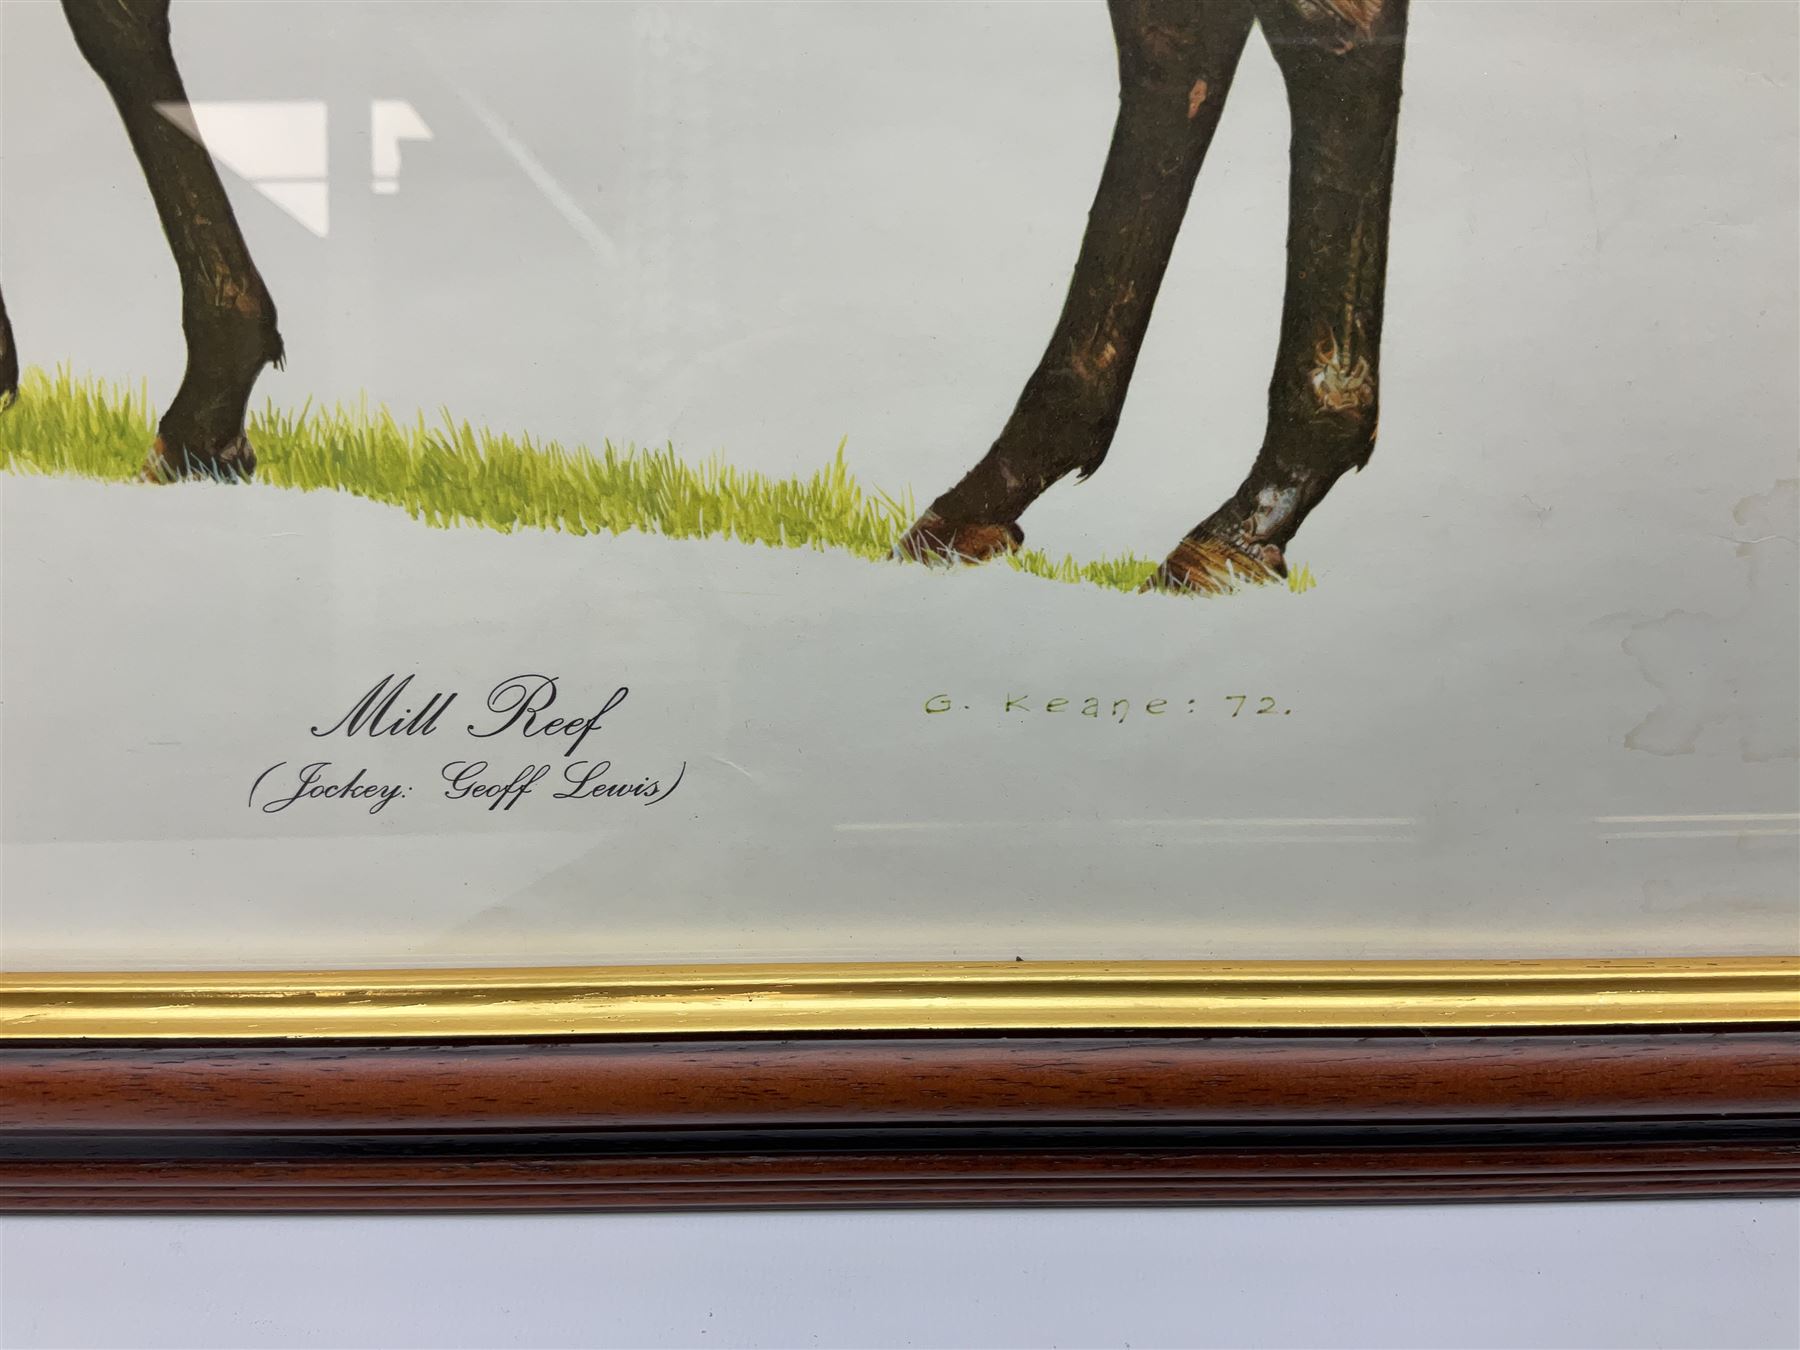 Mill Reef
(Jockey: Geoff Lewis)
G. Keane: 72.